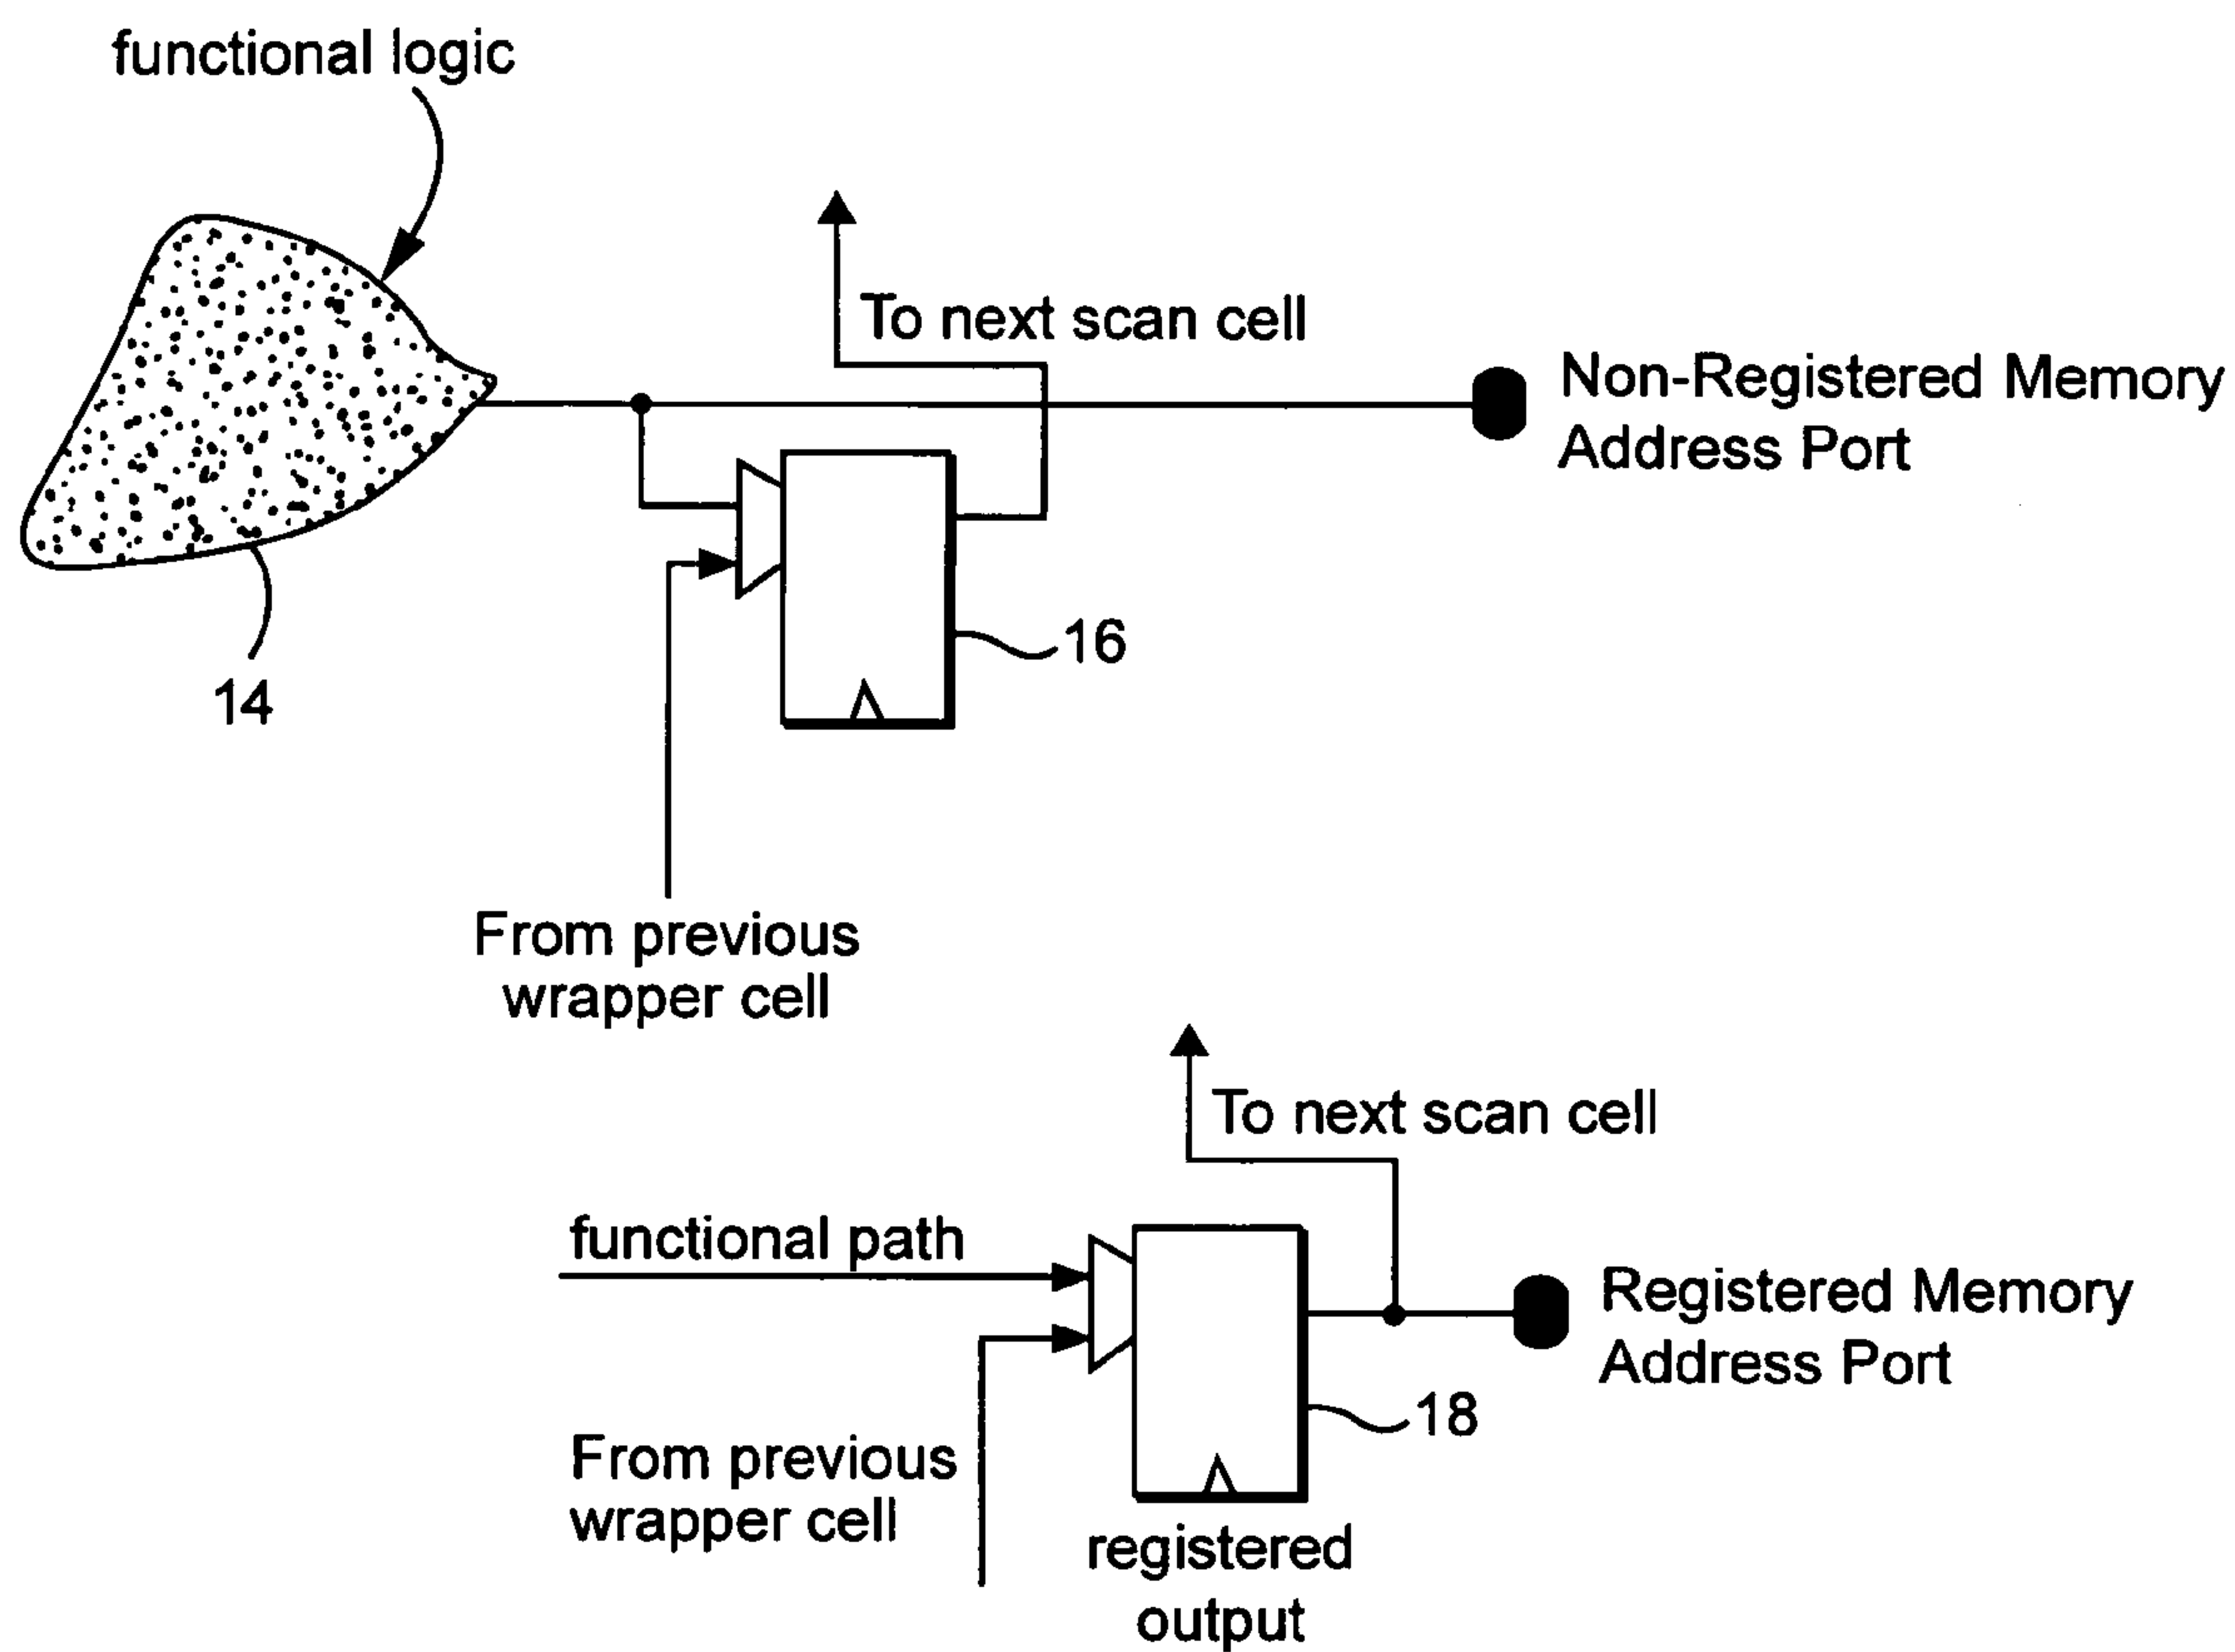 functional logic
To next scan cell
Non-Registered Memory
Address Port
16
14
From previous
wrapper cell
To next scan cell
functional path
Registered Memory
Address Port
18
From previous
wrapper cell
registered
output